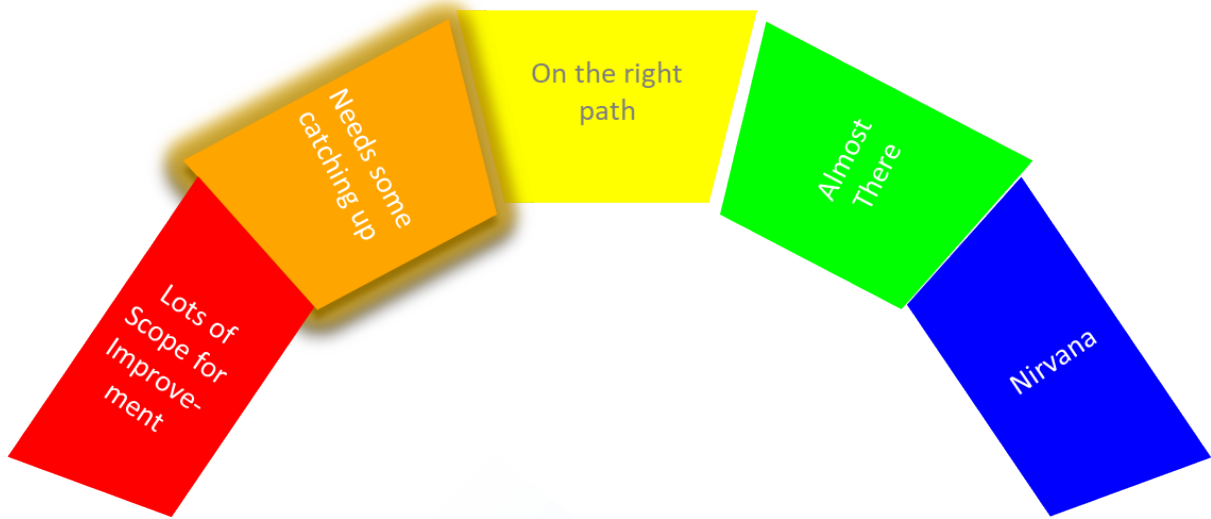 Lots of
Scope for
Improve-
ment
Needs some
catching up
On the right
path
Almost
There
Nirvana